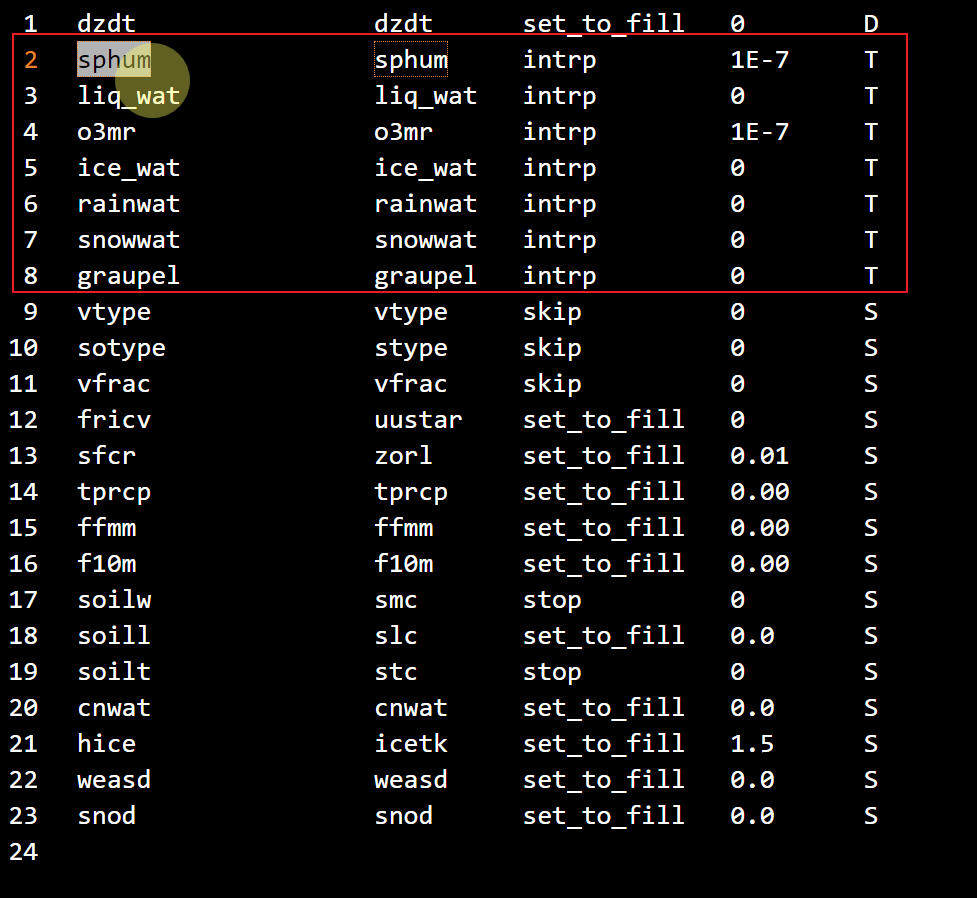 1 dzdt dzdt set_to_fill 0 D
2 sphum sphum intrp 1E-7 T
3 liq_wat liq_wat intrp 0 T
4 o3mr o3mr intrp 1E-7 T
5 ice_wat ice_wat intrp 0 T
6 rainwat rainwat intrp 0 T
7 snowwat snowwat intrp 0 T
8 graupel graupel intrp 0 T
9 vtype vtype skip 0 S
10 sotype stype skip 0 S
11 vfrac vfrac skip 0 S
12 fricv uustar set_to_fill 0 S
13 sfcr zorl set_to_fill 0.01 S
14 tprcp tprcp set_to_fill 0.00 S
15 ffmm ffmm set_to_fill 0.00 S
16 f10m f10m set_to_fill 0.00 S
17 soilw smc stop 0 S
18 soill slc set_to_fill 0.0 S
19 soilt stc stop 0 S
20 cnwat cnwat set_to_fill 0.0 S
21 hice icetk set_to_fill 1.5 S
22 weasd weasd set_to_fill 0.0 S
23 snod snod set_to_fill 0.0 S
24